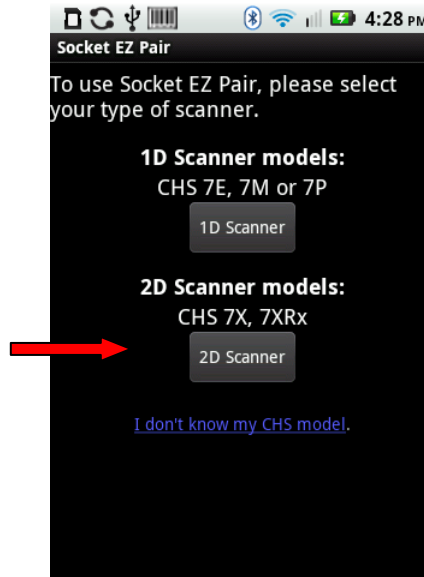 4:28 PM
Socket EZ Pair
To use Socket EZ Pair, please select
your type of scanner.
1D Scanner models:
CHS 7E, 7M or 7P
1D Scanner
2D Scanner models:
CHS 7X, 7XRx
2D Scanner
I don't know my CHS model.